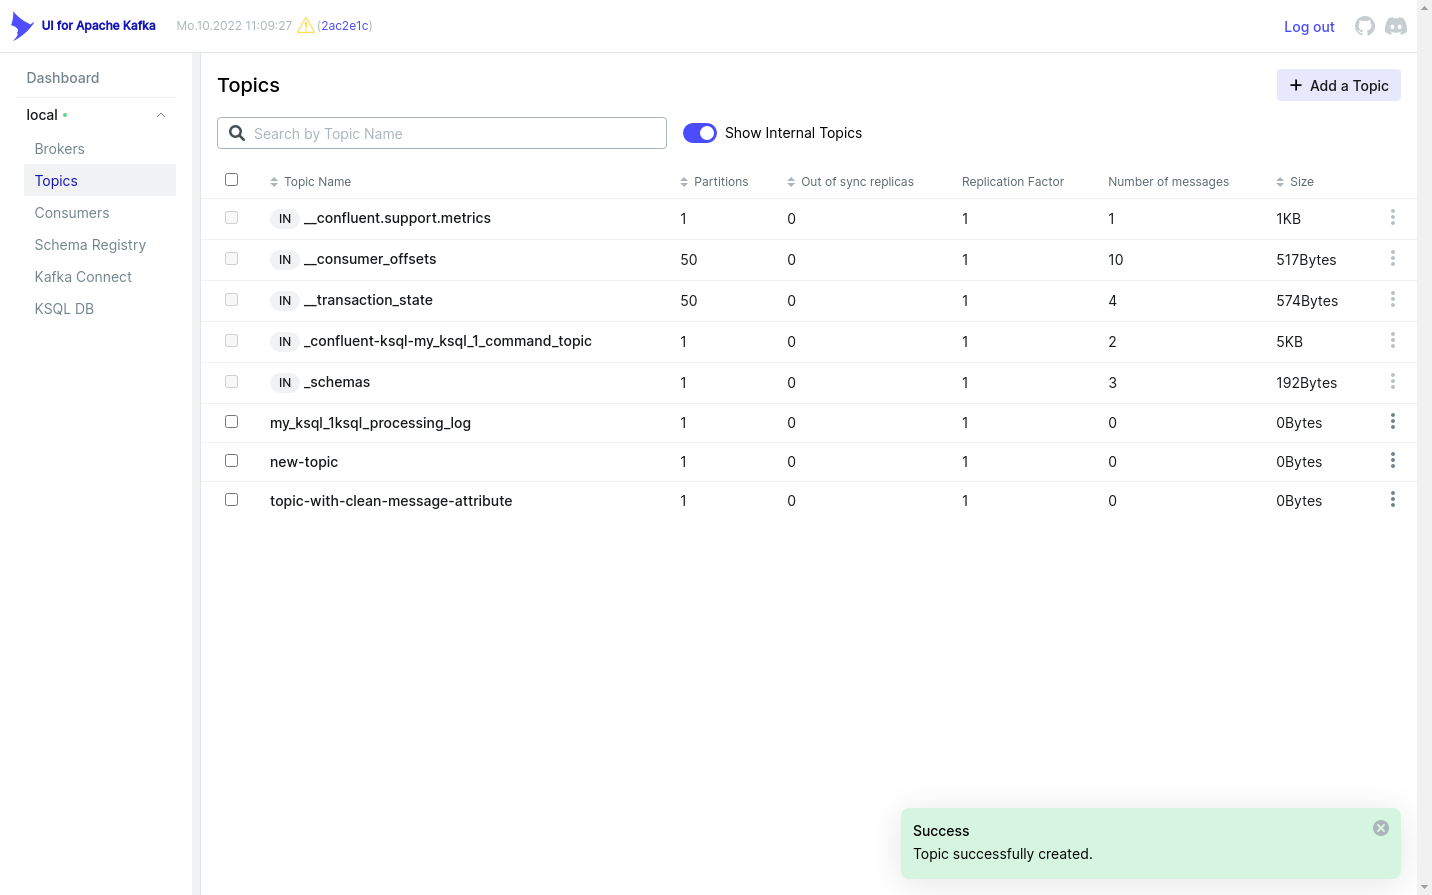 UI for Apache Kafka Mo.10.2022 11:09:27 (2ac2e1c) Log out
Dashboard
local
Brokers
Topics
Consumers
Schema Registry
Kafka Connect
KSQL DB
Topics
Add a Topic
Search by Topic Name Show Internal Topics
Topic Name Partitions Out of sync replicas Replication Factor Number of messages Size
IN __confluent.support.metrics 1 0 1 1 1KB
IN __consumer_offsets 50 0 1 10 517Bytes
IN __transaction_state 50 0 1 4 574Bytes
IN _confluent-ksql-my_ksql_1_command_topic 1 0 1 2 5KB
IN _schemas 1 0 1 3 192Bytes
my_ksql_1ksql_processing_log 1 0 1 0 0Bytes
new-topic 1 0 1 0 0Bytes
topic-with-clean-message-attribute 1 0 1 0 0Bytes
Success
Topic successfully created.